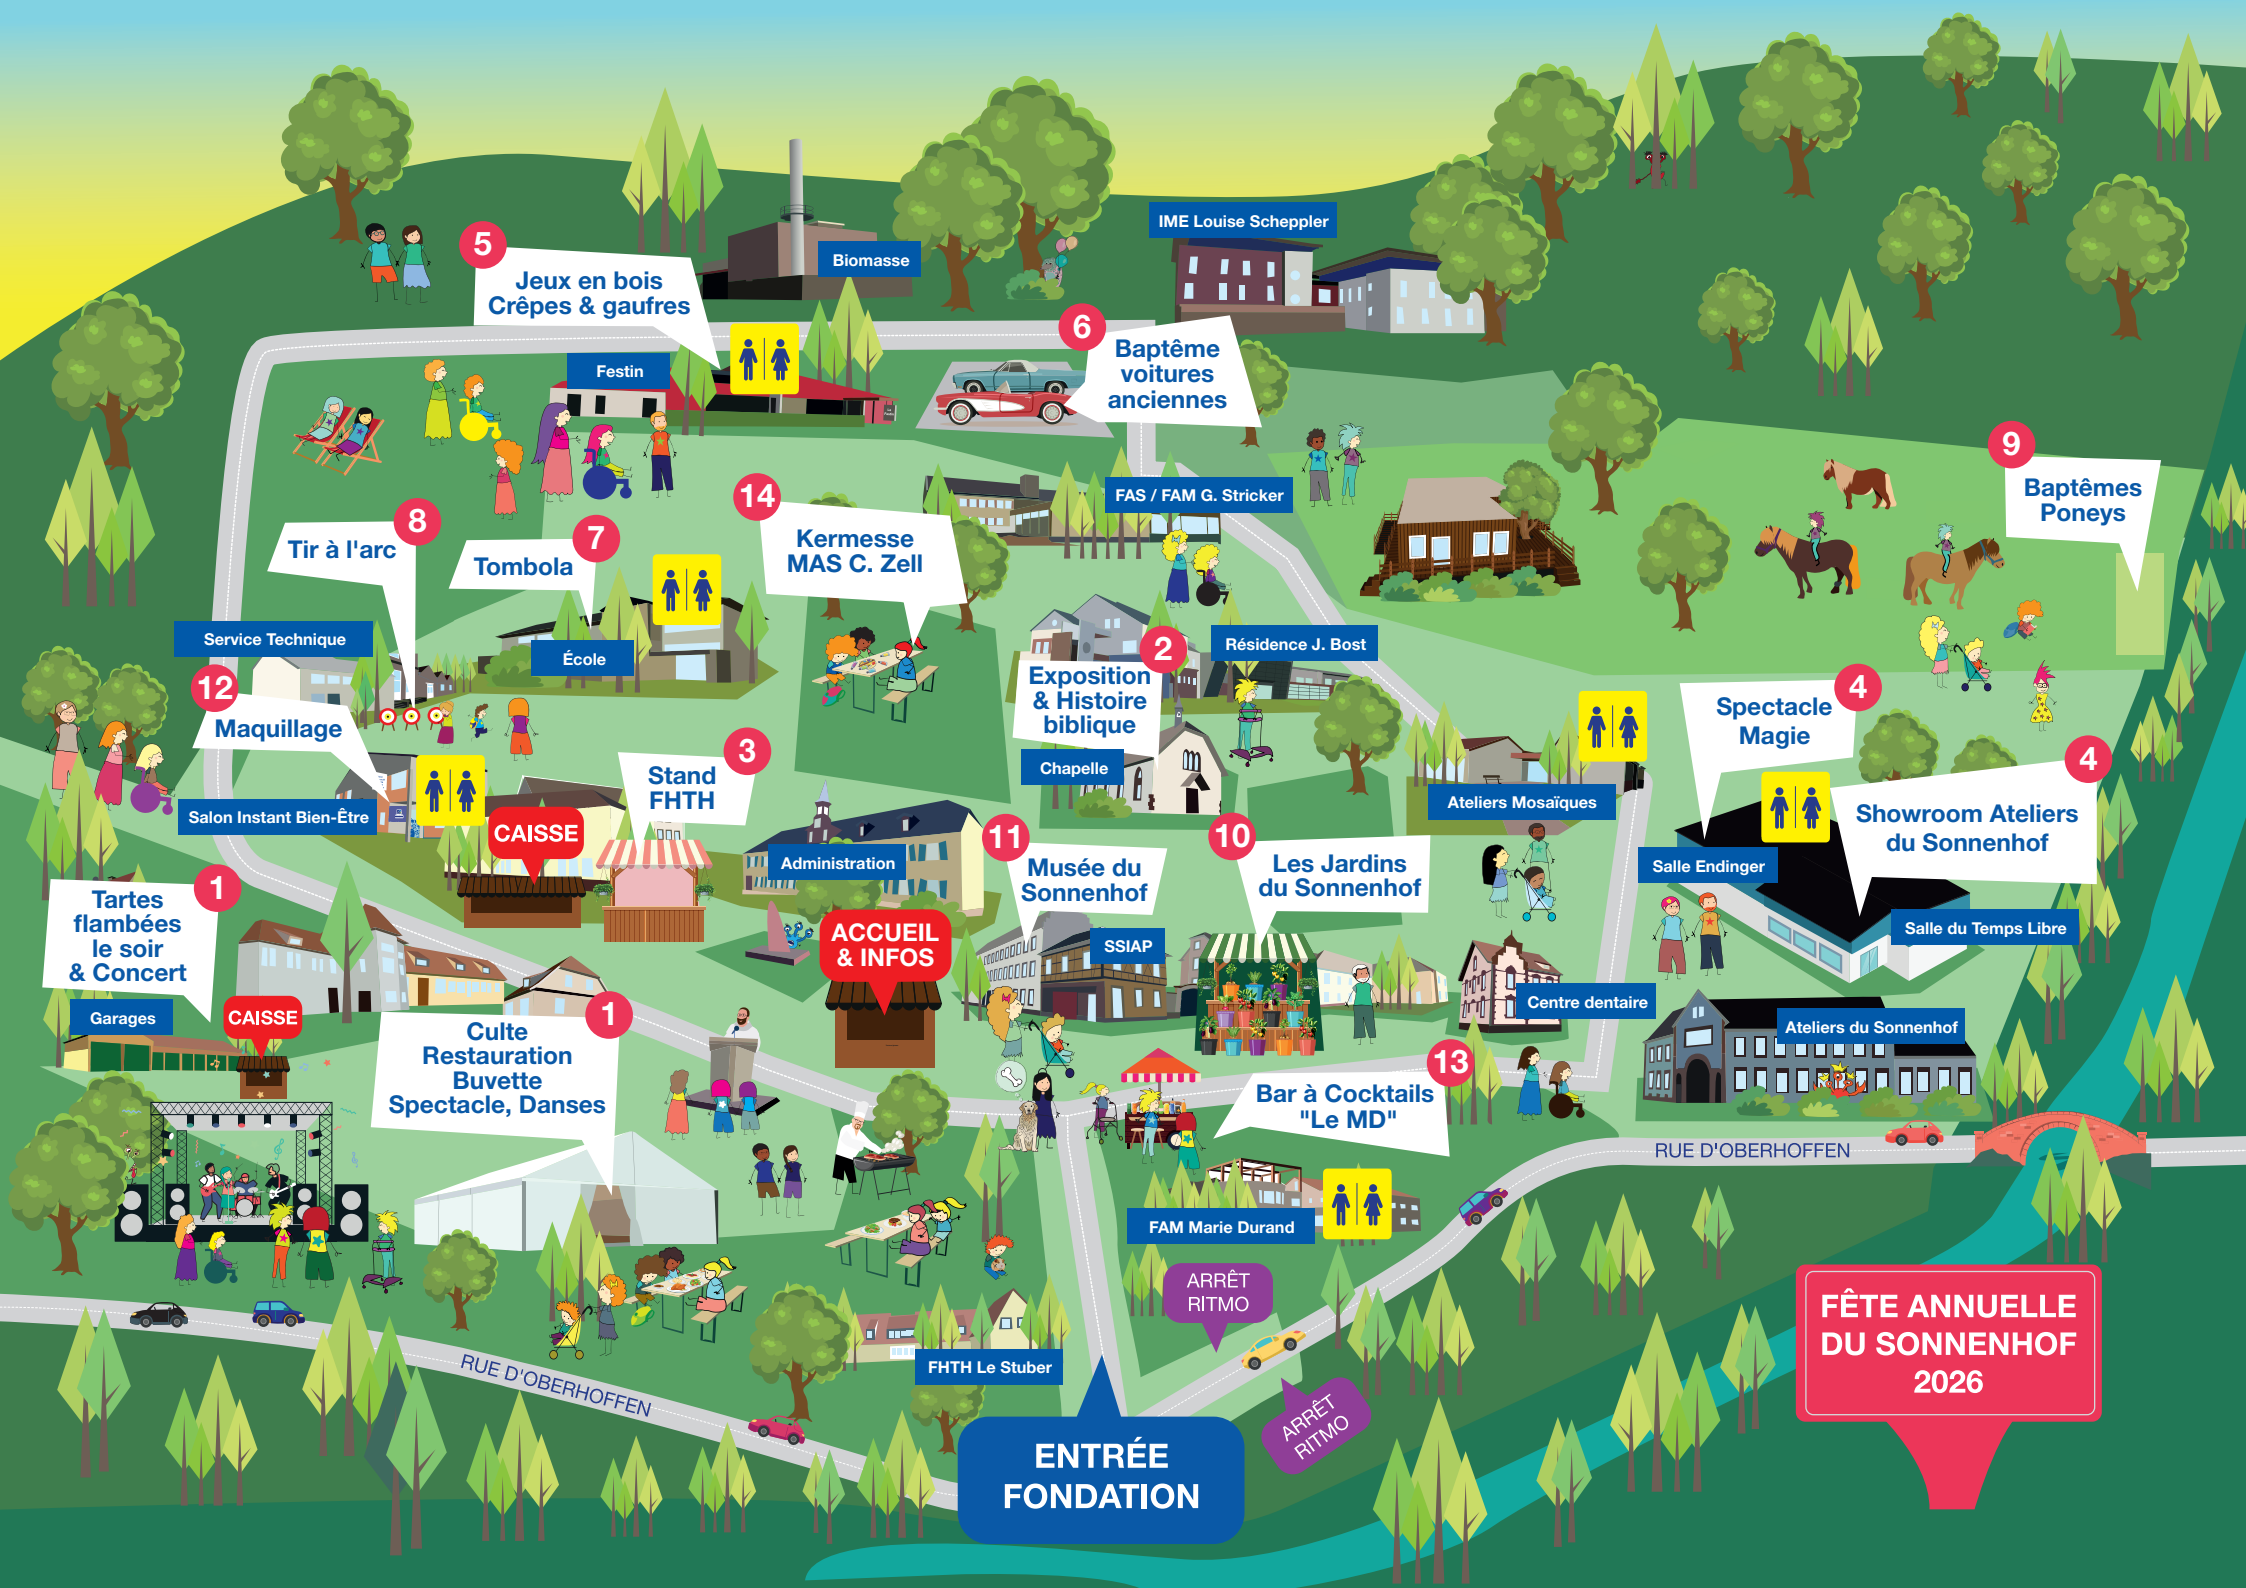 IME Louise Scheppler
5
Biomasse
Jeux en bois
Crêpes & gaufres
6
Baptême
voitures
anciennes
Festin
9
Baptêmes
Poneys
14
FAS / FAM G. Stricker
8
Tir à l'arc
7
Tombola
Kermesse
MAS C. Zell
Service Technique
École
2
Résidence J. Bost
Exposition
& Histoire
biblique
12
Maquillage
4
Spectacle
Magie
3
Stand
FHTH
Chapelle
4
Ateliers Mosaïques
Showroom Ateliers
du Sonnenhof
Salon Instant Bien-Être
CAISSE
11
10
Administration
Musée du
Sonnenhof
Les Jardins
du Sonnenhof
Salle Endinger
1
Tartes
flambées
le soir
& Concert
ACCUEIL
& INFOS
SSIAP
Salle du Temps Libre
Centre dentaire
Garages
CAISSE
1
Culte
Restauration
Buvette
Spectacle, Danses
Ateliers du Sonnenhof
13
Bar à Cocktails
"Le MD"
RUE D'OBERHOFFEN
FAM Marie Durand
ARRÊT
RITMO
FÊTE ANNUELLE
DU SONNENHOF
2026
FHTH Le Stuber
RUE D'OBERHOFFEN
ARRÊT
RITMO
ENTRÉE
FONDATION